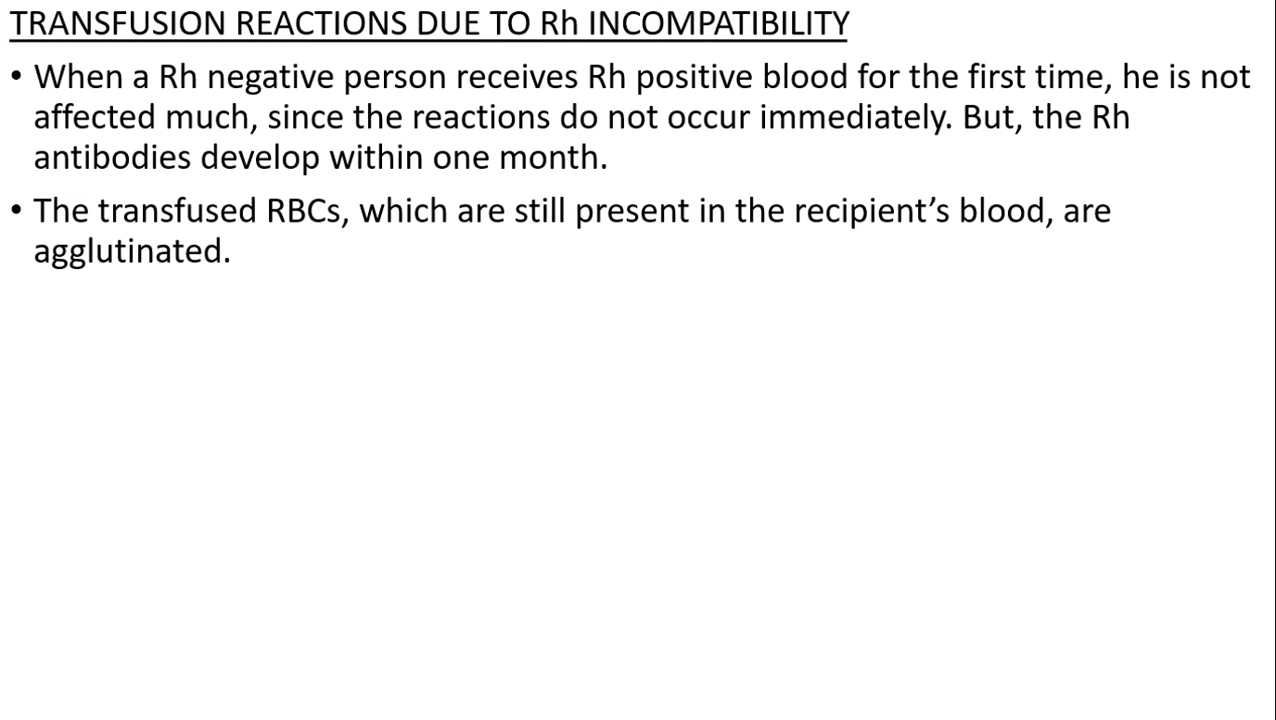 TRANSFUSION REACTIONS DUE TO Rh INCOMPATIBILITY
• When a Rh negative person receives Rh positive blood for the first time, he is not
affected much, since the reactions do not occur immediately. But, the Rh
antibodies develop within one month.
• The transfused RBCs, which are still present in the recipient’s blood, are
agglutinated.